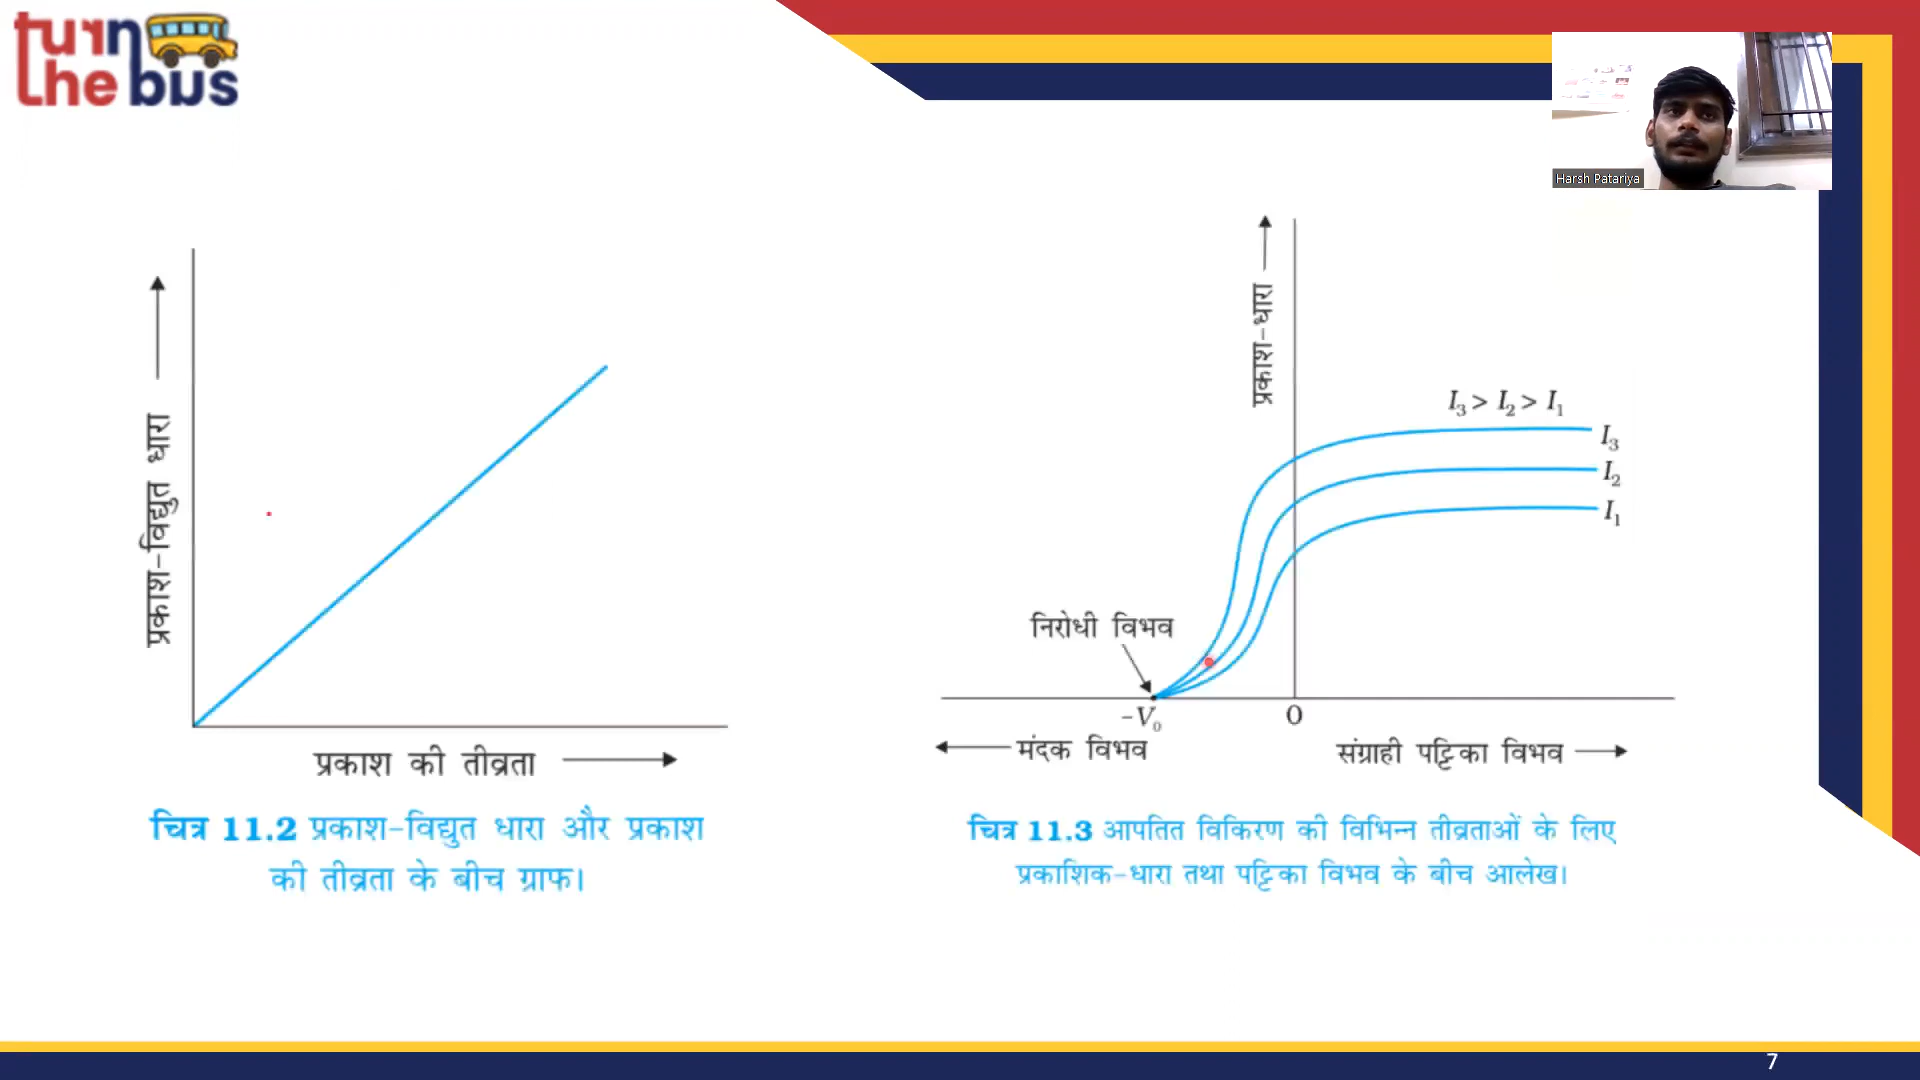 turn
the bus
Harsh Patariya
प्रकाश-विद्युत धारा
प्रकाश की तीव्रता
चित्र 11.2 प्रकाश-विद्युत धारा और प्रकाश
की तीव्रता के बीच ग्राफ।
प्रकाश-धारा
I₃ > I₂ > I₁
I₃
I₂
I₁
निरोधी विभव
-V₀
0
मंदक विभव
संग्राही पट्टिका विभव
चित्र 11.3 आपतित विकिरण की विभिन्न तीव्रताओं के लिए
प्रकाशिक-धारा तथा पट्टिका विभव के बीच आलेख।
7